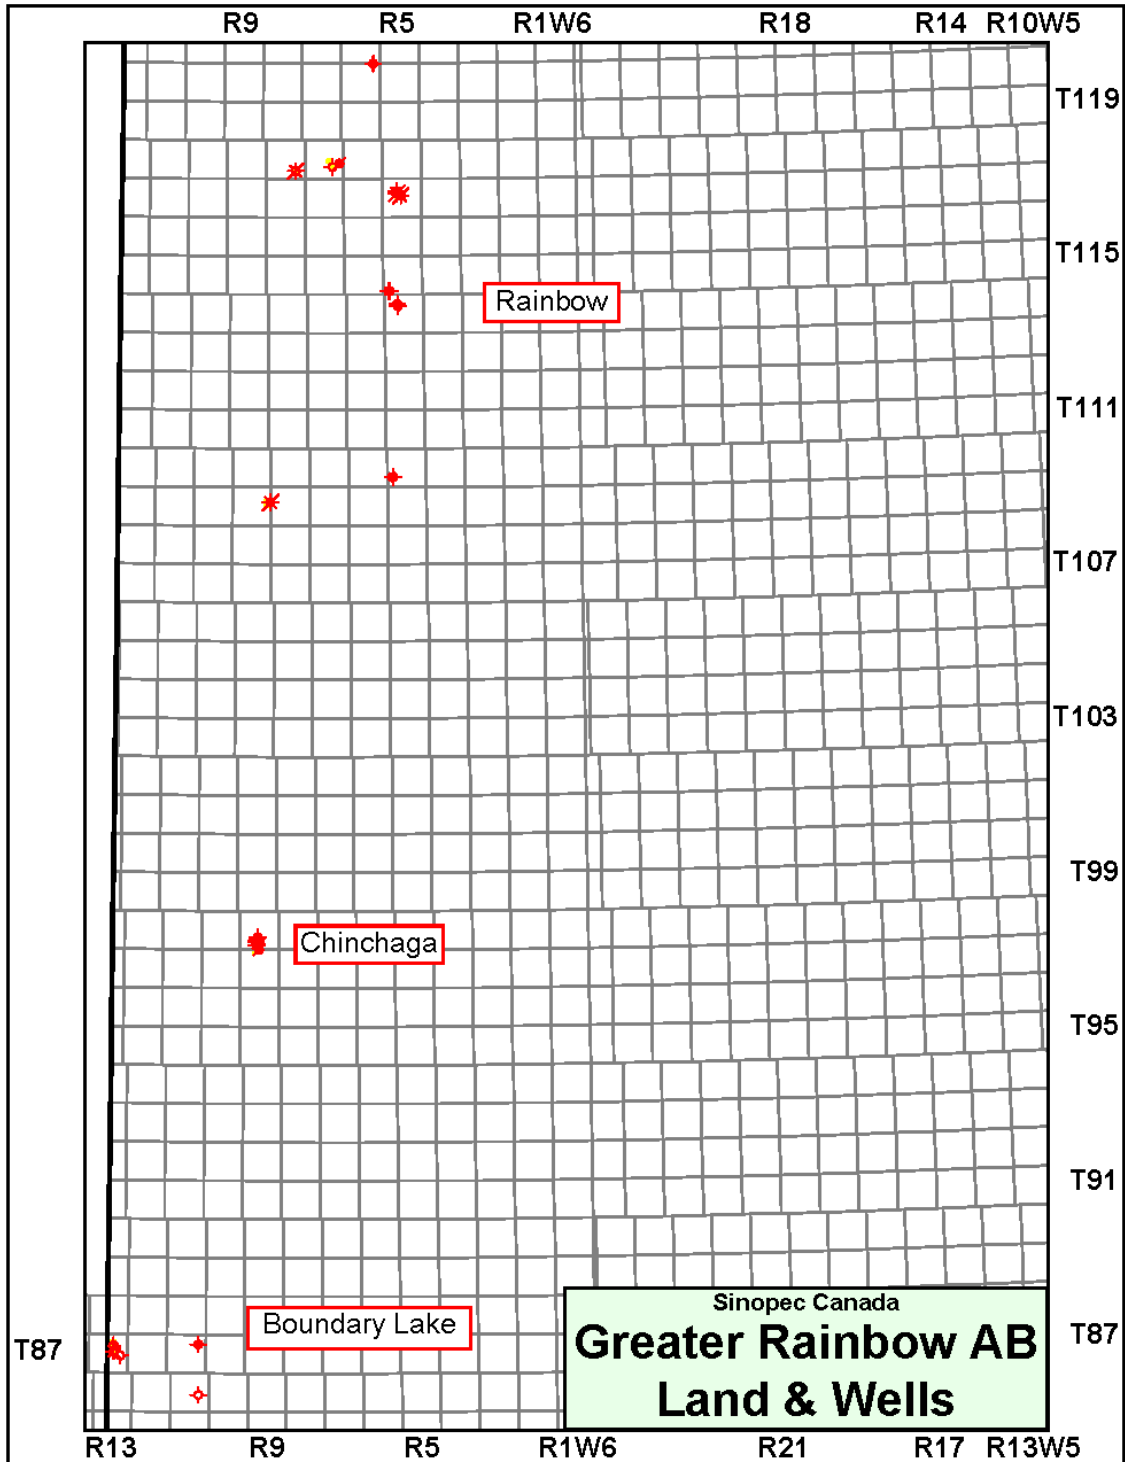 R9 R5 R1W6 R18 R14 R10W5
T119
T115
Rainbow
T111
T107
T103
T99
Chinchaga
T95
T91
Boundary Lake
T87
T87
Sinopec Canada
Greater Rainbow AB
Land & Wells
R13 R9 R5 R1W6 R21 R17 R13W5